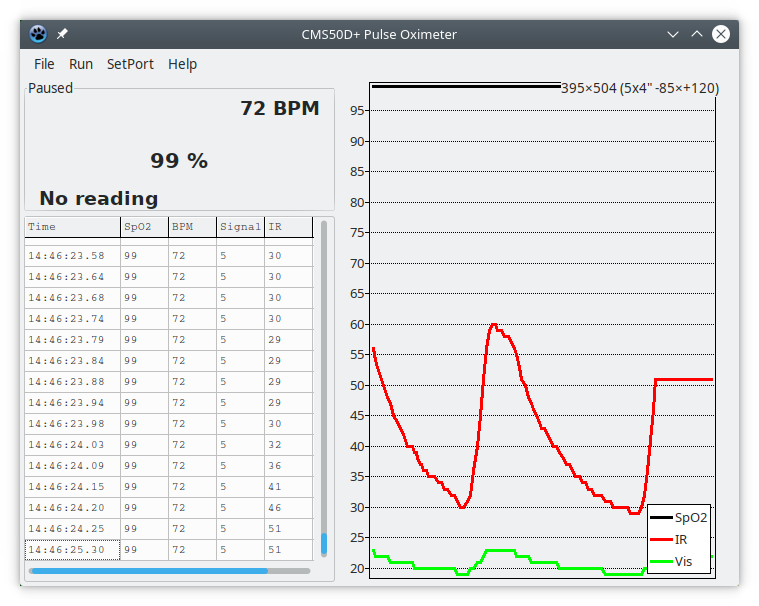 CMS50D+ Pulse Oximeter
File Run SetPort Help
Paused
72 BPM
99 %
No reading
Time SpO2 BPM Signal IR
14:46:23.58 99 72 5 30
14:46:23.64 99 72 5 30
14:46:23.68 99 72 5 30
14:46:23.74 99 72 5 30
14:46:23.79 99 72 5 29
14:46:23.84 99 72 5 29
14:46:23.88 99 72 5 29
14:46:23.94 99 72 5 29
14:46:23.98 99 72 5 30
14:46:24.03 99 72 5 32
14:46:24.09 99 72 5 36
14:46:24.15 99 72 5 41
14:46:24.20 99 72 5 46
14:46:24.25 99 72 5 51
14:46:25.30 99 72 5 51
395×504 (5x4" -85×+120)
95
90
85
80
75
70
65
60
55
50
45
40
35
30
25
20
SpO2
IR
Vis